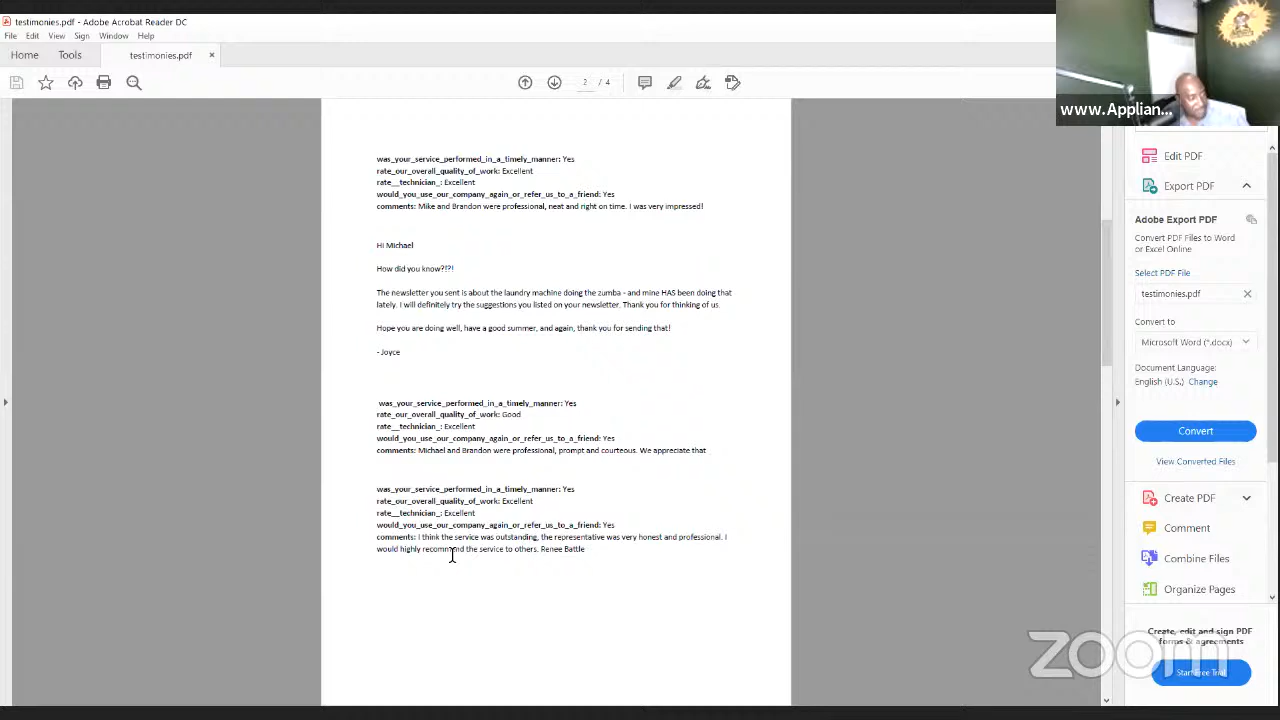 testimonies.pdf - Adobe Acrobat Reader DC
File Edit View Sign Window Help
Home Tools testimonies.pdf ×
2 / 4
www.Applian...
was_your_service_performed_in_a_timely_manner: Yes
rate_our_overall_quality_of_work: Excellent
rate__technician_: Excellent
would_you_use_our_company_again_or_refer_us_to_a_friend: Yes
comments: Mike and Brandon were professional, neat and right on time. I was very impressed!
Hi Michael
How did you know?!?!
The newsletter you sent is about the laundry machine doing the zumba - and mine HAS been doing that
lately. I will definitely try the suggestions you listed on your newsletter. Thank you for thinking of us.
Hope you are doing well, have a good summer, and again, thank you for sending that!
- Joyce
was_your_service_performed_in_a_timely_manner: Yes
rate_our_overall_quality_of_work: Good
rate__technician_: Excellent
would_you_use_our_company_again_or_refer_us_to_a_friend: Yes
comments: Michael and Brandon were professional, prompt and courteous. We appreciate that
was_your_service_performed_in_a_timely_manner: Yes
rate_our_overall_quality_of_work: Excellent
rate__technician_: Excellent
would_you_use_our_company_again_or_refer_us_to_a_friend: Yes
comments: I think the service was outstanding, the representative was very honest and professional. I
would highly recommend the service to others. Renee Battle
Edit PDF
Export PDF
Adobe Export PDF
Convert PDF Files to Word
or Excel Online
Select PDF File
testimonies.pdf ×
Convert to
Microsoft Word (*.docx)
Document Language:
English (U.S.) Change
Convert
View Converted Files
Create PDF
Comment
Combine Files
Organize Pages
Create, edit and sign PDF
forms & agreements
Start Free Trial
zoom